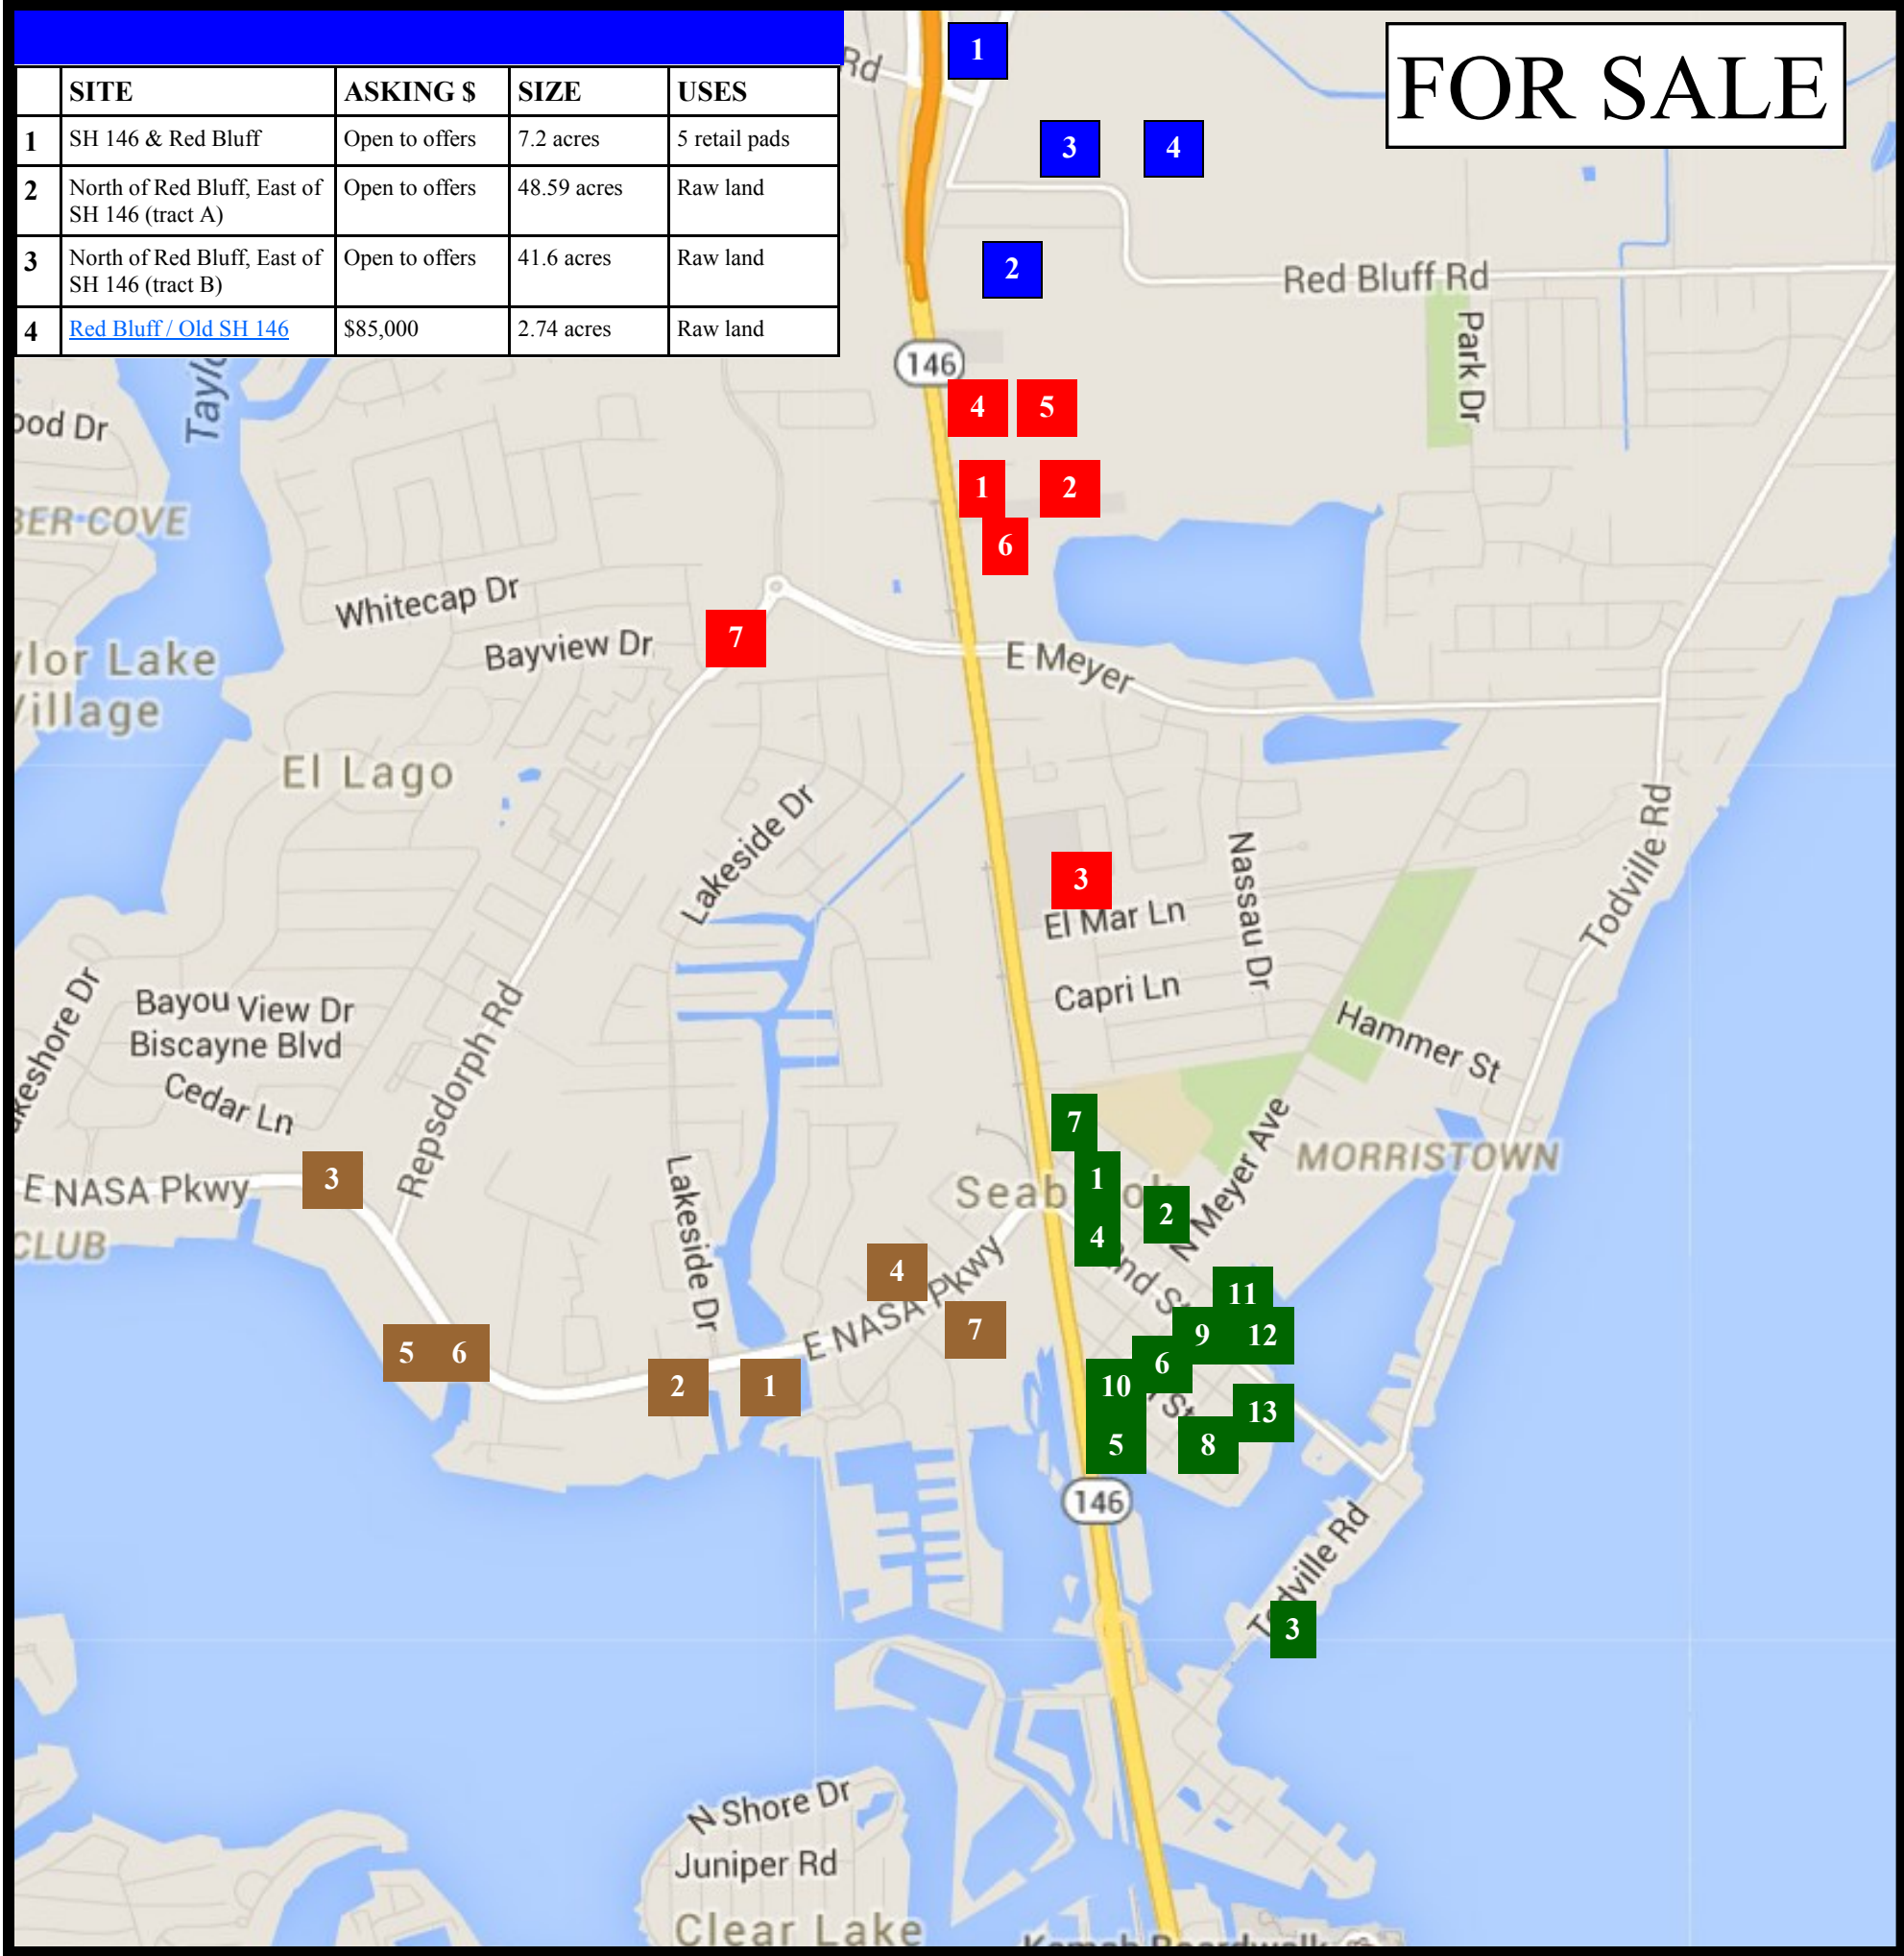 FOR SALE
SITE ASKING $ SIZE USES
1 SH 146 & Red Bluff Open to offers 7.2 acres 5 retail pads
2 North of Red Bluff, East of SH 146 (tract A) Open to offers 48.59 acres Raw land
3 North of Red Bluff, East of SH 146 (tract B) Open to offers 41.6 acres Raw land
4 Red Bluff / Old SH 146 $85,000 2.74 acres Raw land
Rd
1
3 4
2
Red Bluff Rd
Park Dr
146
4 5
1 2
6
7
Whitecap Dr
Bayview Dr
E Meyer
El Lago
Lakeside Dr
Nassau Dr
Todville Rd
3
El Mar Ln
Capri Ln
Hammer St
Bayou View Dr
Biscayne Blvd
Cedar Ln
Repsdorph Rd
E NASA Pkwy
3
CLUB
Lakeside Dr
7
1
2
4
N Meyer Ave
MORRISTOWN
4
E NASA Pkwy
7
5 6
2 1
11
9 12
6
10
13
5 8
St
146
Todville Rd
3
N Shore Dr
Juniper Rd
Clear Lake